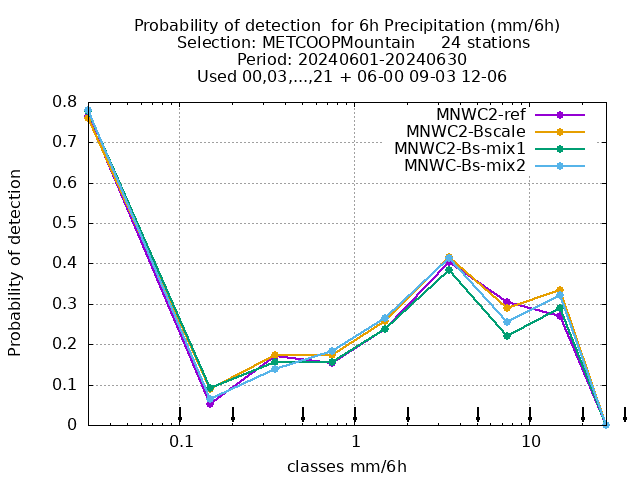 Probability of detection  for 6h Precipitation (mm/6h)
Selection: METCOOPMountain     24 stations
Period: 20240601-20240630
Used 00,03,...,21 + 06-00 09-03 12-06
MNWC2-ref
MNWC2-Bscale
MNWC2-Bs-mix1
MNWC-Bs-mix2
Probability of detection
0.8
0.7
0.6
0.5
0.4
0.3
0.2
0.1
0
0.1 1 10
classes mm/6h